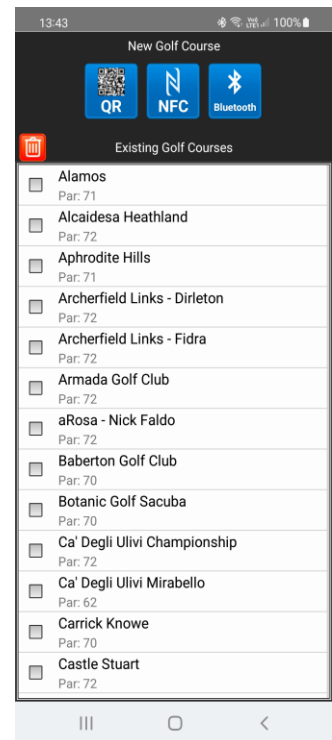 13:43 VoLTE 100%
New Golf Course
QR NFC Bluetooth
Existing Golf Courses
Alamos
Par: 71
Alcaidesa Heathland
Par: 72
Aphrodite Hills
Par: 71
Archerfield Links - Dirleton
Par: 72
Archerfield Links - Fidra
Par: 72
Armada Golf Club
Par: 72
aRosa - Nick Faldo
Par: 72
Baberton Golf Club
Par: 70
Botanic Golf Sacuba
Par: 70
Ca' Degli Ulivi Championship
Par: 72
Ca' Degli Ulivi Mirabello
Par: 62
Carrick Knowe
Par: 70
Castle Stuart
Par: 72